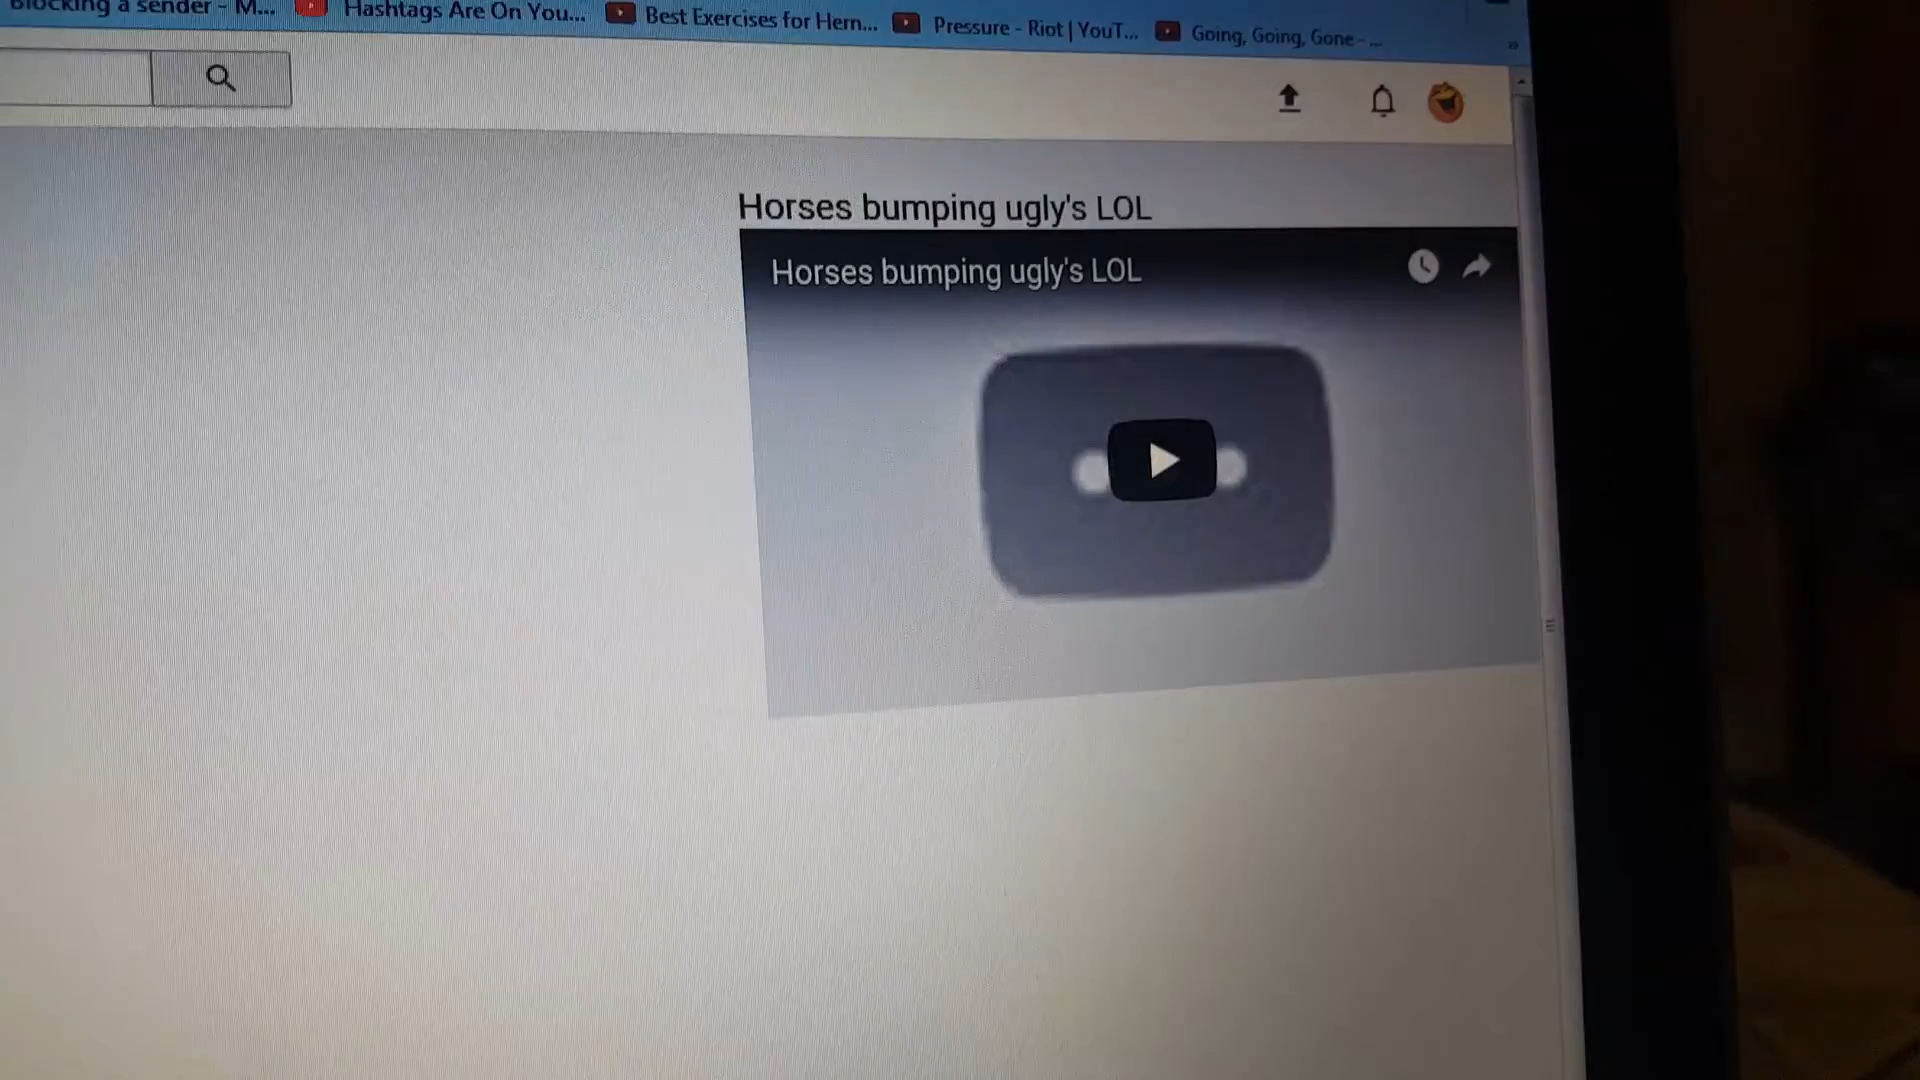 Blocking a sender - M... Hashtags Are On You... Best Exercises for Hern... Pressure - Riot | YouT... Going, Going, Gone - ...
Horses bumping ugly's LOL
Horses bumping ugly's LOL